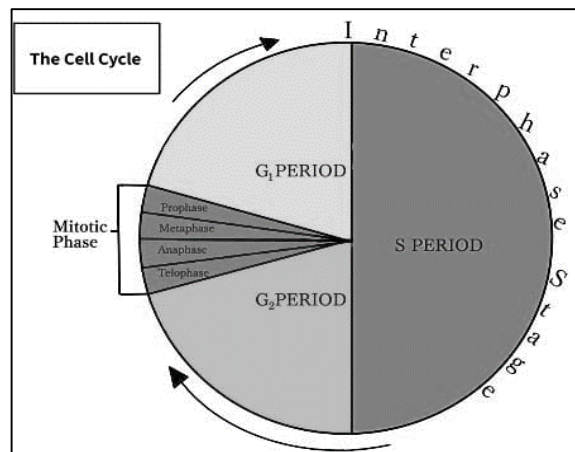 The Cell Cycle
Interphase Stage
G₁ PERIOD
Prophase
Mitotic
Phase
Metaphase
Anaphase
Telophase
S PERIOD
G₂ PERIOD